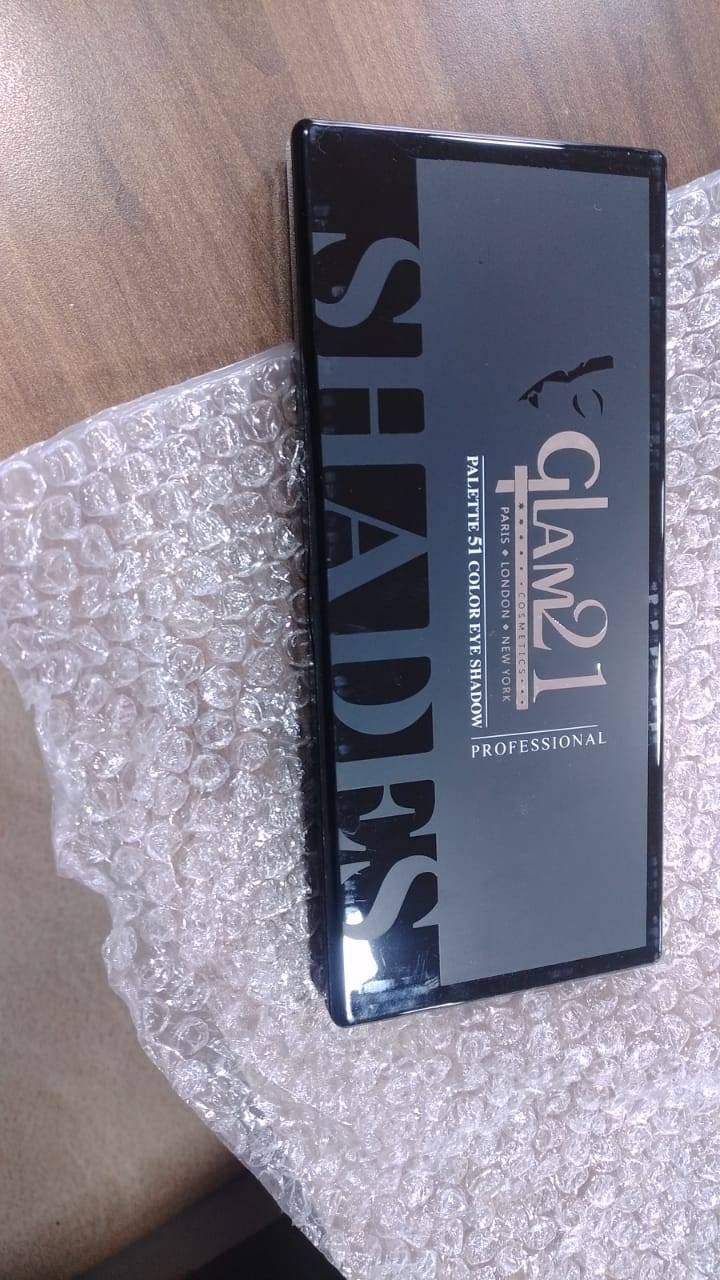 GLAM21
COSMETICS
PARIS ♦ LONDON ♦ NEW YORK
PALETTE 51 COLOR EYE SHADOW
PROFESSIONAL
SHADES